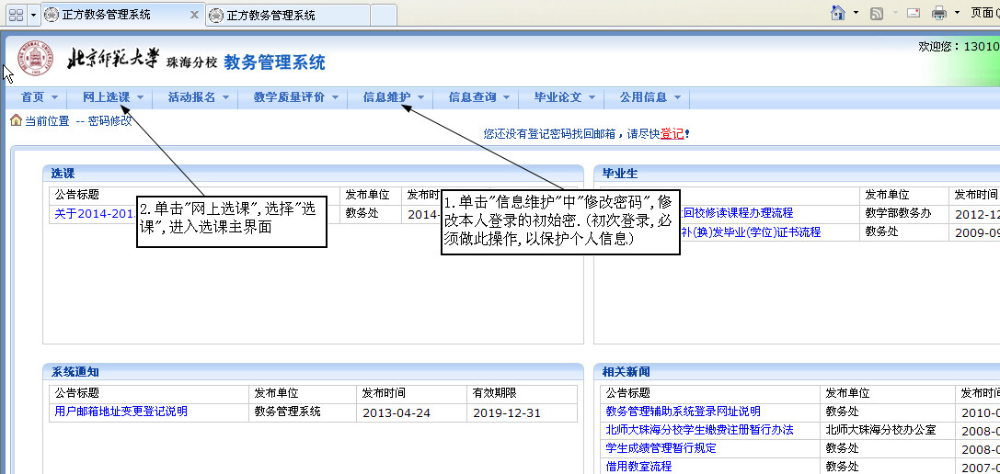 正方教务管理系统 正方教务管理系统
页面(
北京师范大学 珠海分校 教务管理系统
欢迎您：13010
首页 网上选课 活动报名 教学质量评价 信息维护 信息查询 毕业论文 公用信息
当前位置 -- 密码修改
您还没有登记密码找回邮箱，请尽快登记!
选课
公告标题 发布单位 发布时
关于2014-201 教务处 2014-
2.单击"网上选课",选择"选
课",进入选课主界面
1.单击"信息维护"中"修改密码",修
改本人登录的初始密.(初次登录,必
须做此操作,以保护个人信息)
毕业生
发布单位 发布时间
回校修读课程办理流程 教学部教务办 2012-12
补(换)发毕业(学位)证书流程 教务处 2009-09
系统通知
公告标题 发布单位 发布时间 有效期限
用户邮箱地址变更登记说明 教务管理系统 2013-04-24 2019-12-31
相关新闻
公告标题 发布单位 发布时
教务管理辅助系统登录网址说明 教务处 2010-0
北师大珠海分校学生缴费注册暂行办法 北师大珠海分校办公室 2008-0
学生成绩管理暂行规定 教务处 2008-0
借用教室流程 教务处 2007-0